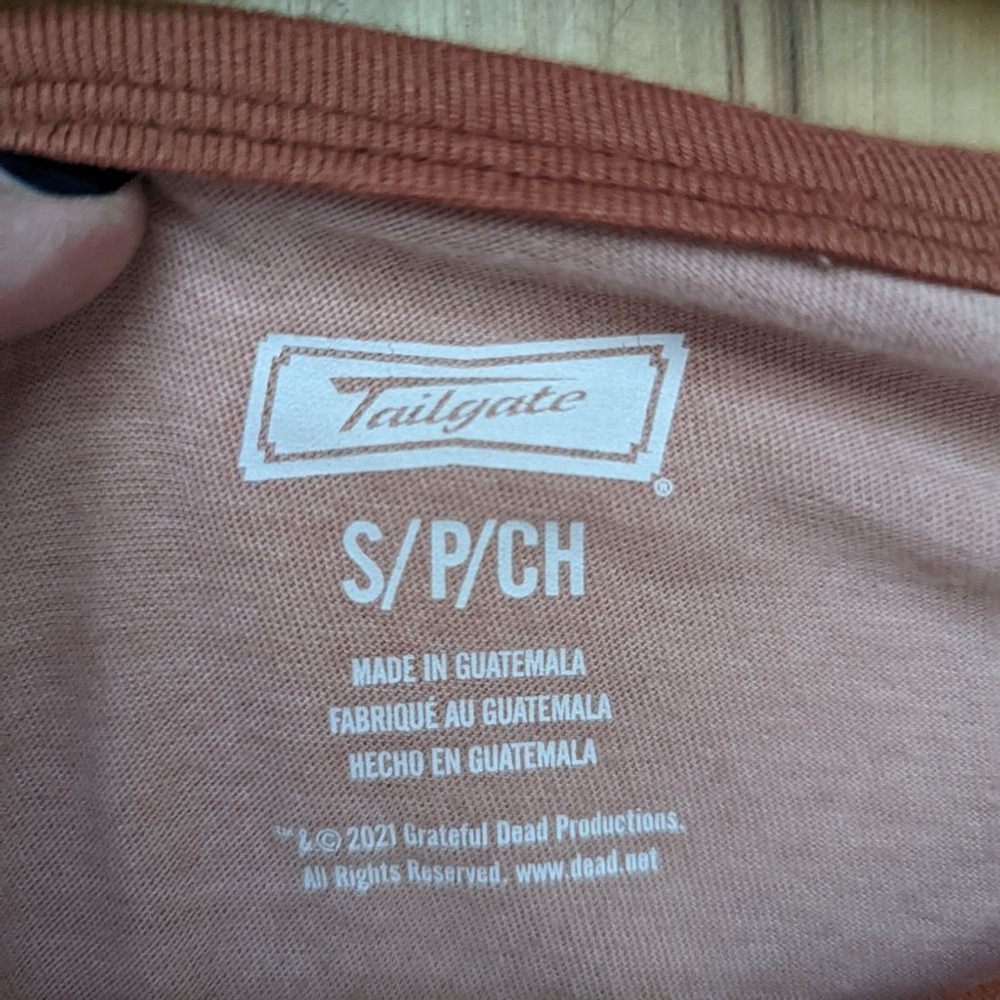 Tailgate
®
S/P/CH
MADE IN GUATEMALA
FABRIQUÉ AU GUATEMALA
HECHO EN GUATEMALA
™ & © 2021 Grateful Dead Productions.
All Rights Reserved. www.dead.net